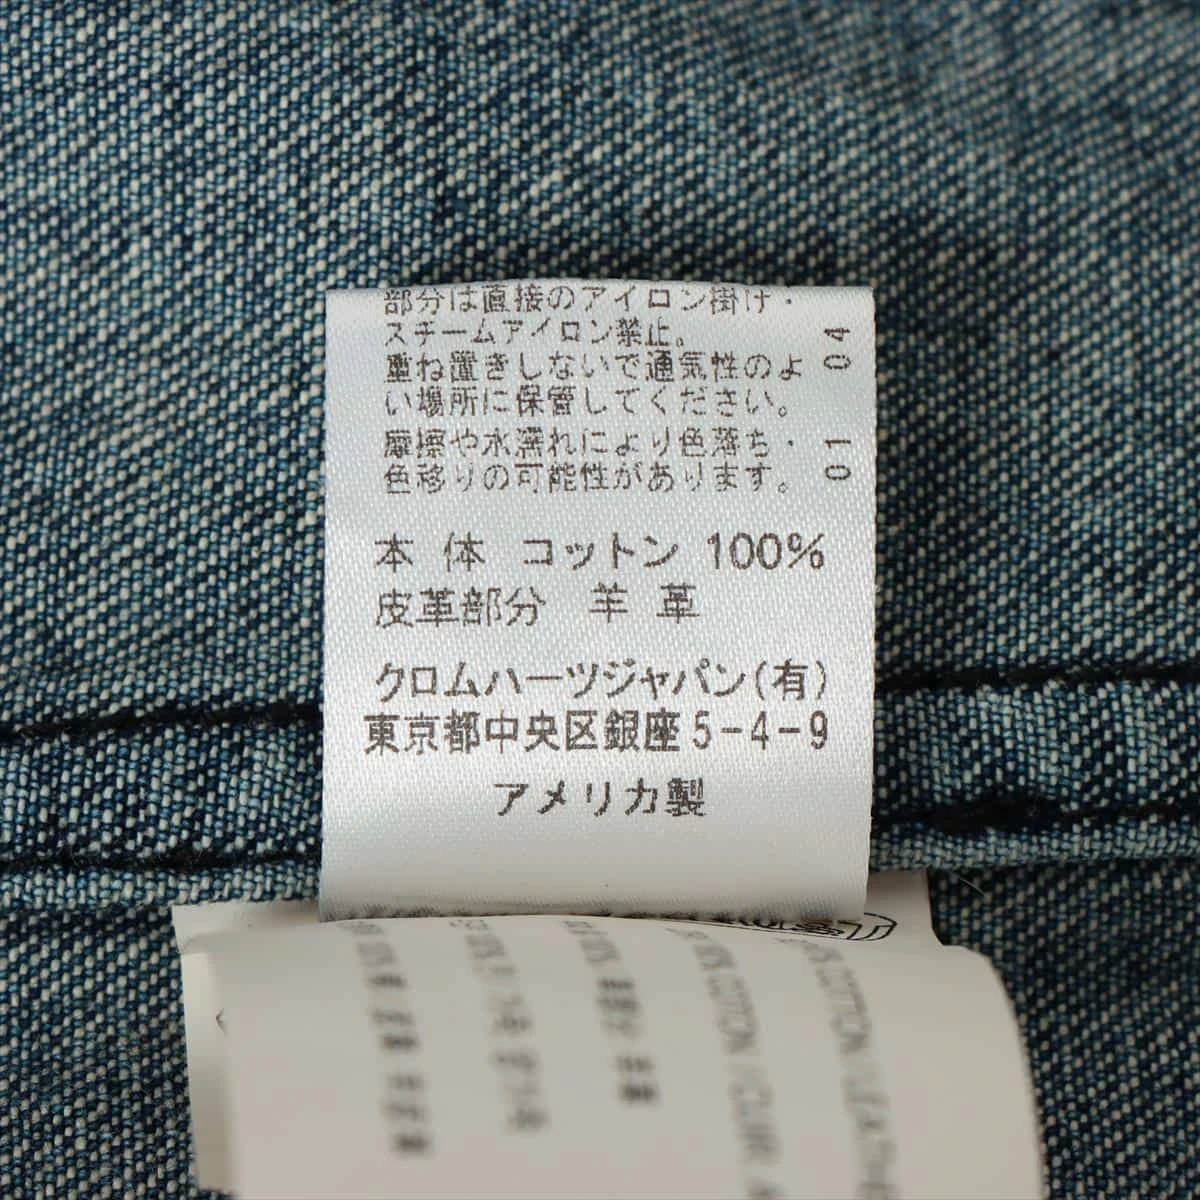 部分は直接のアイロン掛け・
スチームアイロン禁止。
重ね置きしないで通気性のよ
い場所に保管してください。
摩擦や水濡れにより色落ち・
色移りの可能性があります。
01 04
本 体 コットン 100%
皮革部分 羊 革
クロムハーツジャパン(有)
東京都中央区銀座5-4-9
アメリカ製
COTTON
COTTON